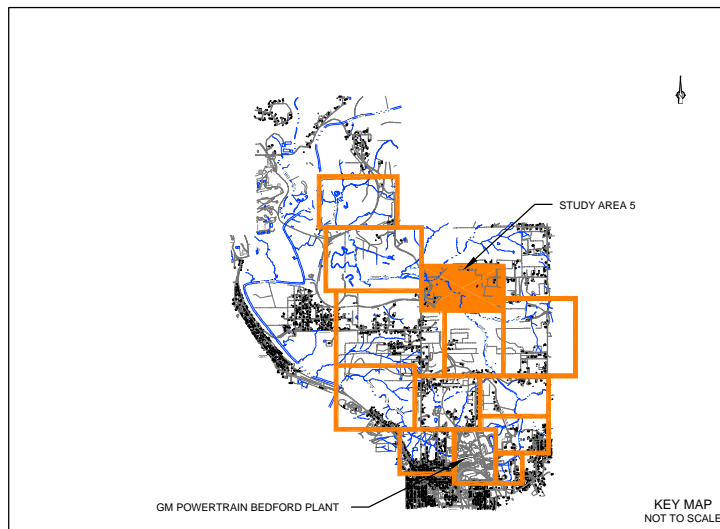 STUDY AREA 5
GM POWERTRAIN BEDFORD PLANT
KEY MAP
NOT TO SCALE